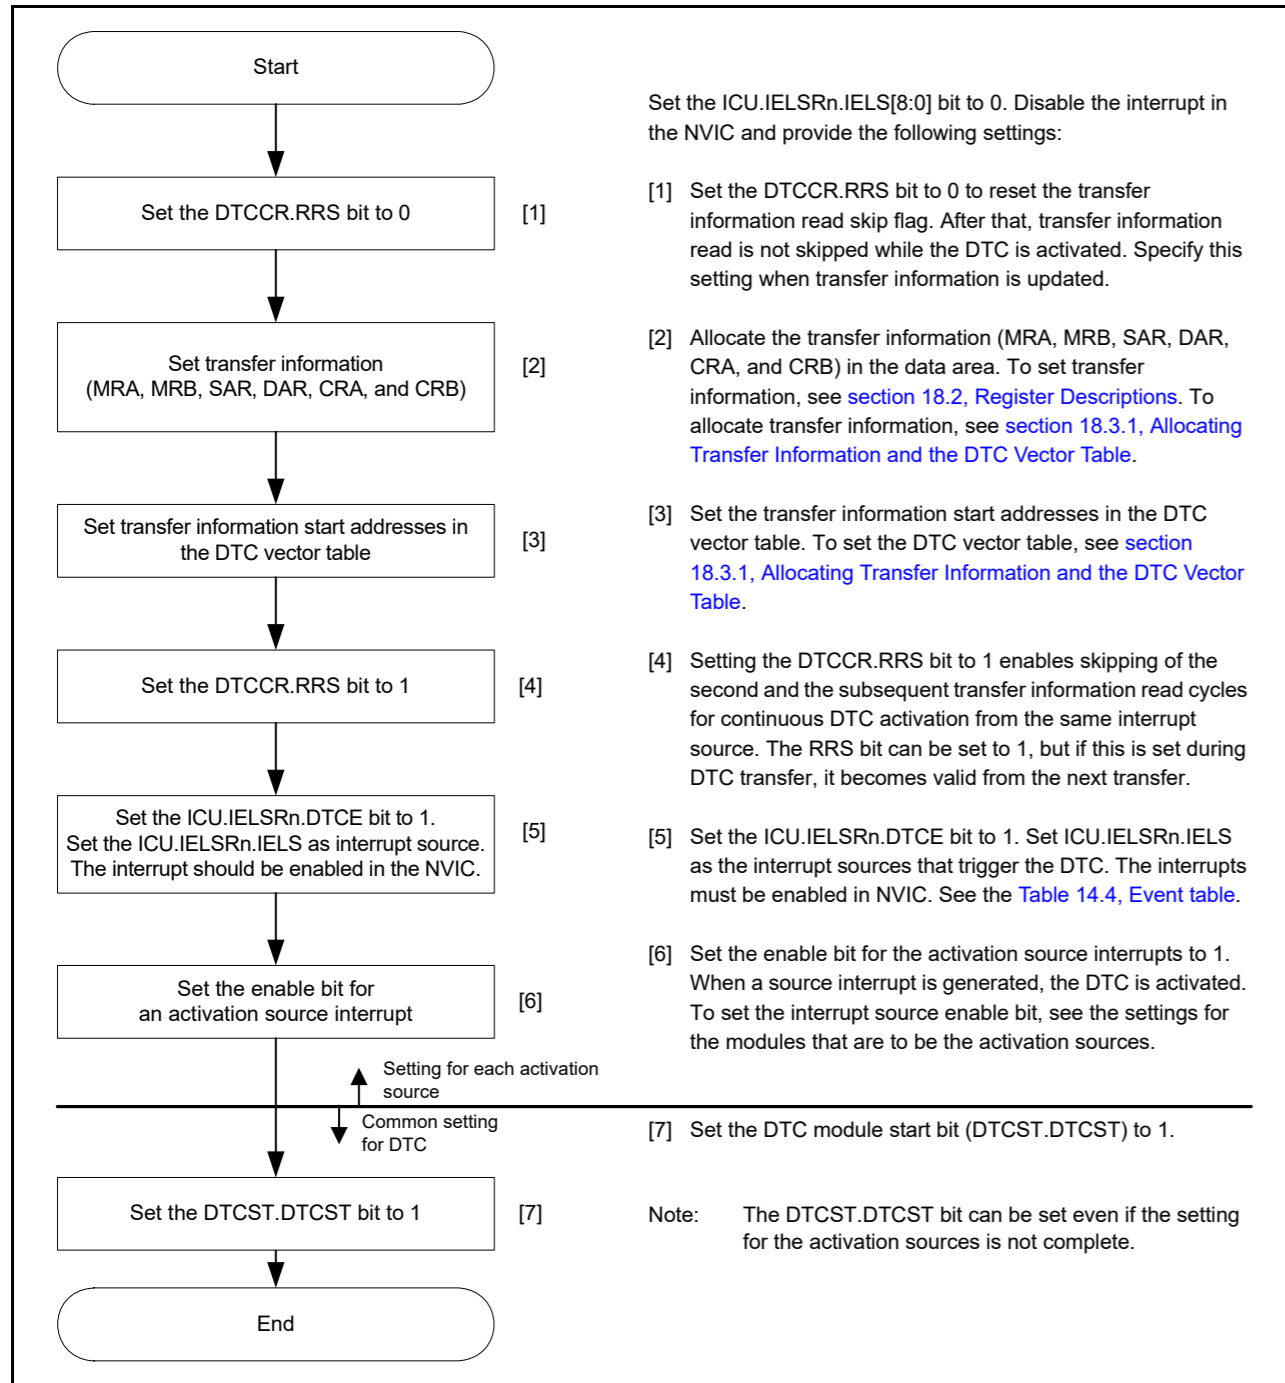 Start
Set the DTCCR.RRS bit to 0
[1]
Set transfer information
(MRA, MRB, SAR, DAR, CRA, and CRB)
[2]
Set transfer information start addresses in
the DTC vector table
[3]
Set the DTCCR.RRS bit to 1
[4]
Set the ICU.IELSRn.DTCE bit to 1.
Set the ICU.IELSRn.IELS as interrupt source.
The interrupt should be enabled in the NVIC.
[5]
Set the enable bit for
an activation source interrupt
[6]
Setting for each activation
source
Common setting
for DTC
Set the DTCST.DTCST bit to 1
[7]
End
Set the ICU.IELSRn.IELS[8:0] bit to 0. Disable the interrupt in
the NVIC and provide the following settings:
[1] Set the DTCCR.RRS bit to 0 to reset the transfer
information read skip flag. After that, transfer information
read is not skipped while the DTC is activated. Specify this
setting when transfer information is updated.
[2] Allocate the transfer information (MRA, MRB, SAR, DAR,
CRA, and CRB) in the data area. To set transfer
information, see section 18.2, Register Descriptions. To
allocate transfer information, see section 18.3.1, Allocating
Transfer Information and the DTC Vector Table.
[3] Set the transfer information start addresses in the DTC
vector table. To set the DTC vector table, see section
18.3.1, Allocating Transfer Information and the DTC Vector
Table.
[4] Setting the DTCCR.RRS bit to 1 enables skipping of the
second and the subsequent transfer information read cycles
for continuous DTC activation from the same interrupt
source. The RRS bit can be set to 1, but if this is set during
DTC transfer, it becomes valid from the next transfer.
[5] Set the ICU.IELSRn.DTCE bit to 1. Set ICU.IELSRn.IELS
as the interrupt sources that trigger the DTC. The interrupts
must be enabled in NVIC. See the Table 14.4, Event table.
[6] Set the enable bit for the activation source interrupts to 1.
When a source interrupt is generated, the DTC is activated.
To set the interrupt source enable bit, see the settings for
the modules that are to be the activation sources.
[7] Set the DTC module start bit (DTCST.DTCST) to 1.
Note: The DTCST.DTCST bit can be set even if the setting
for the activation sources is not complete.